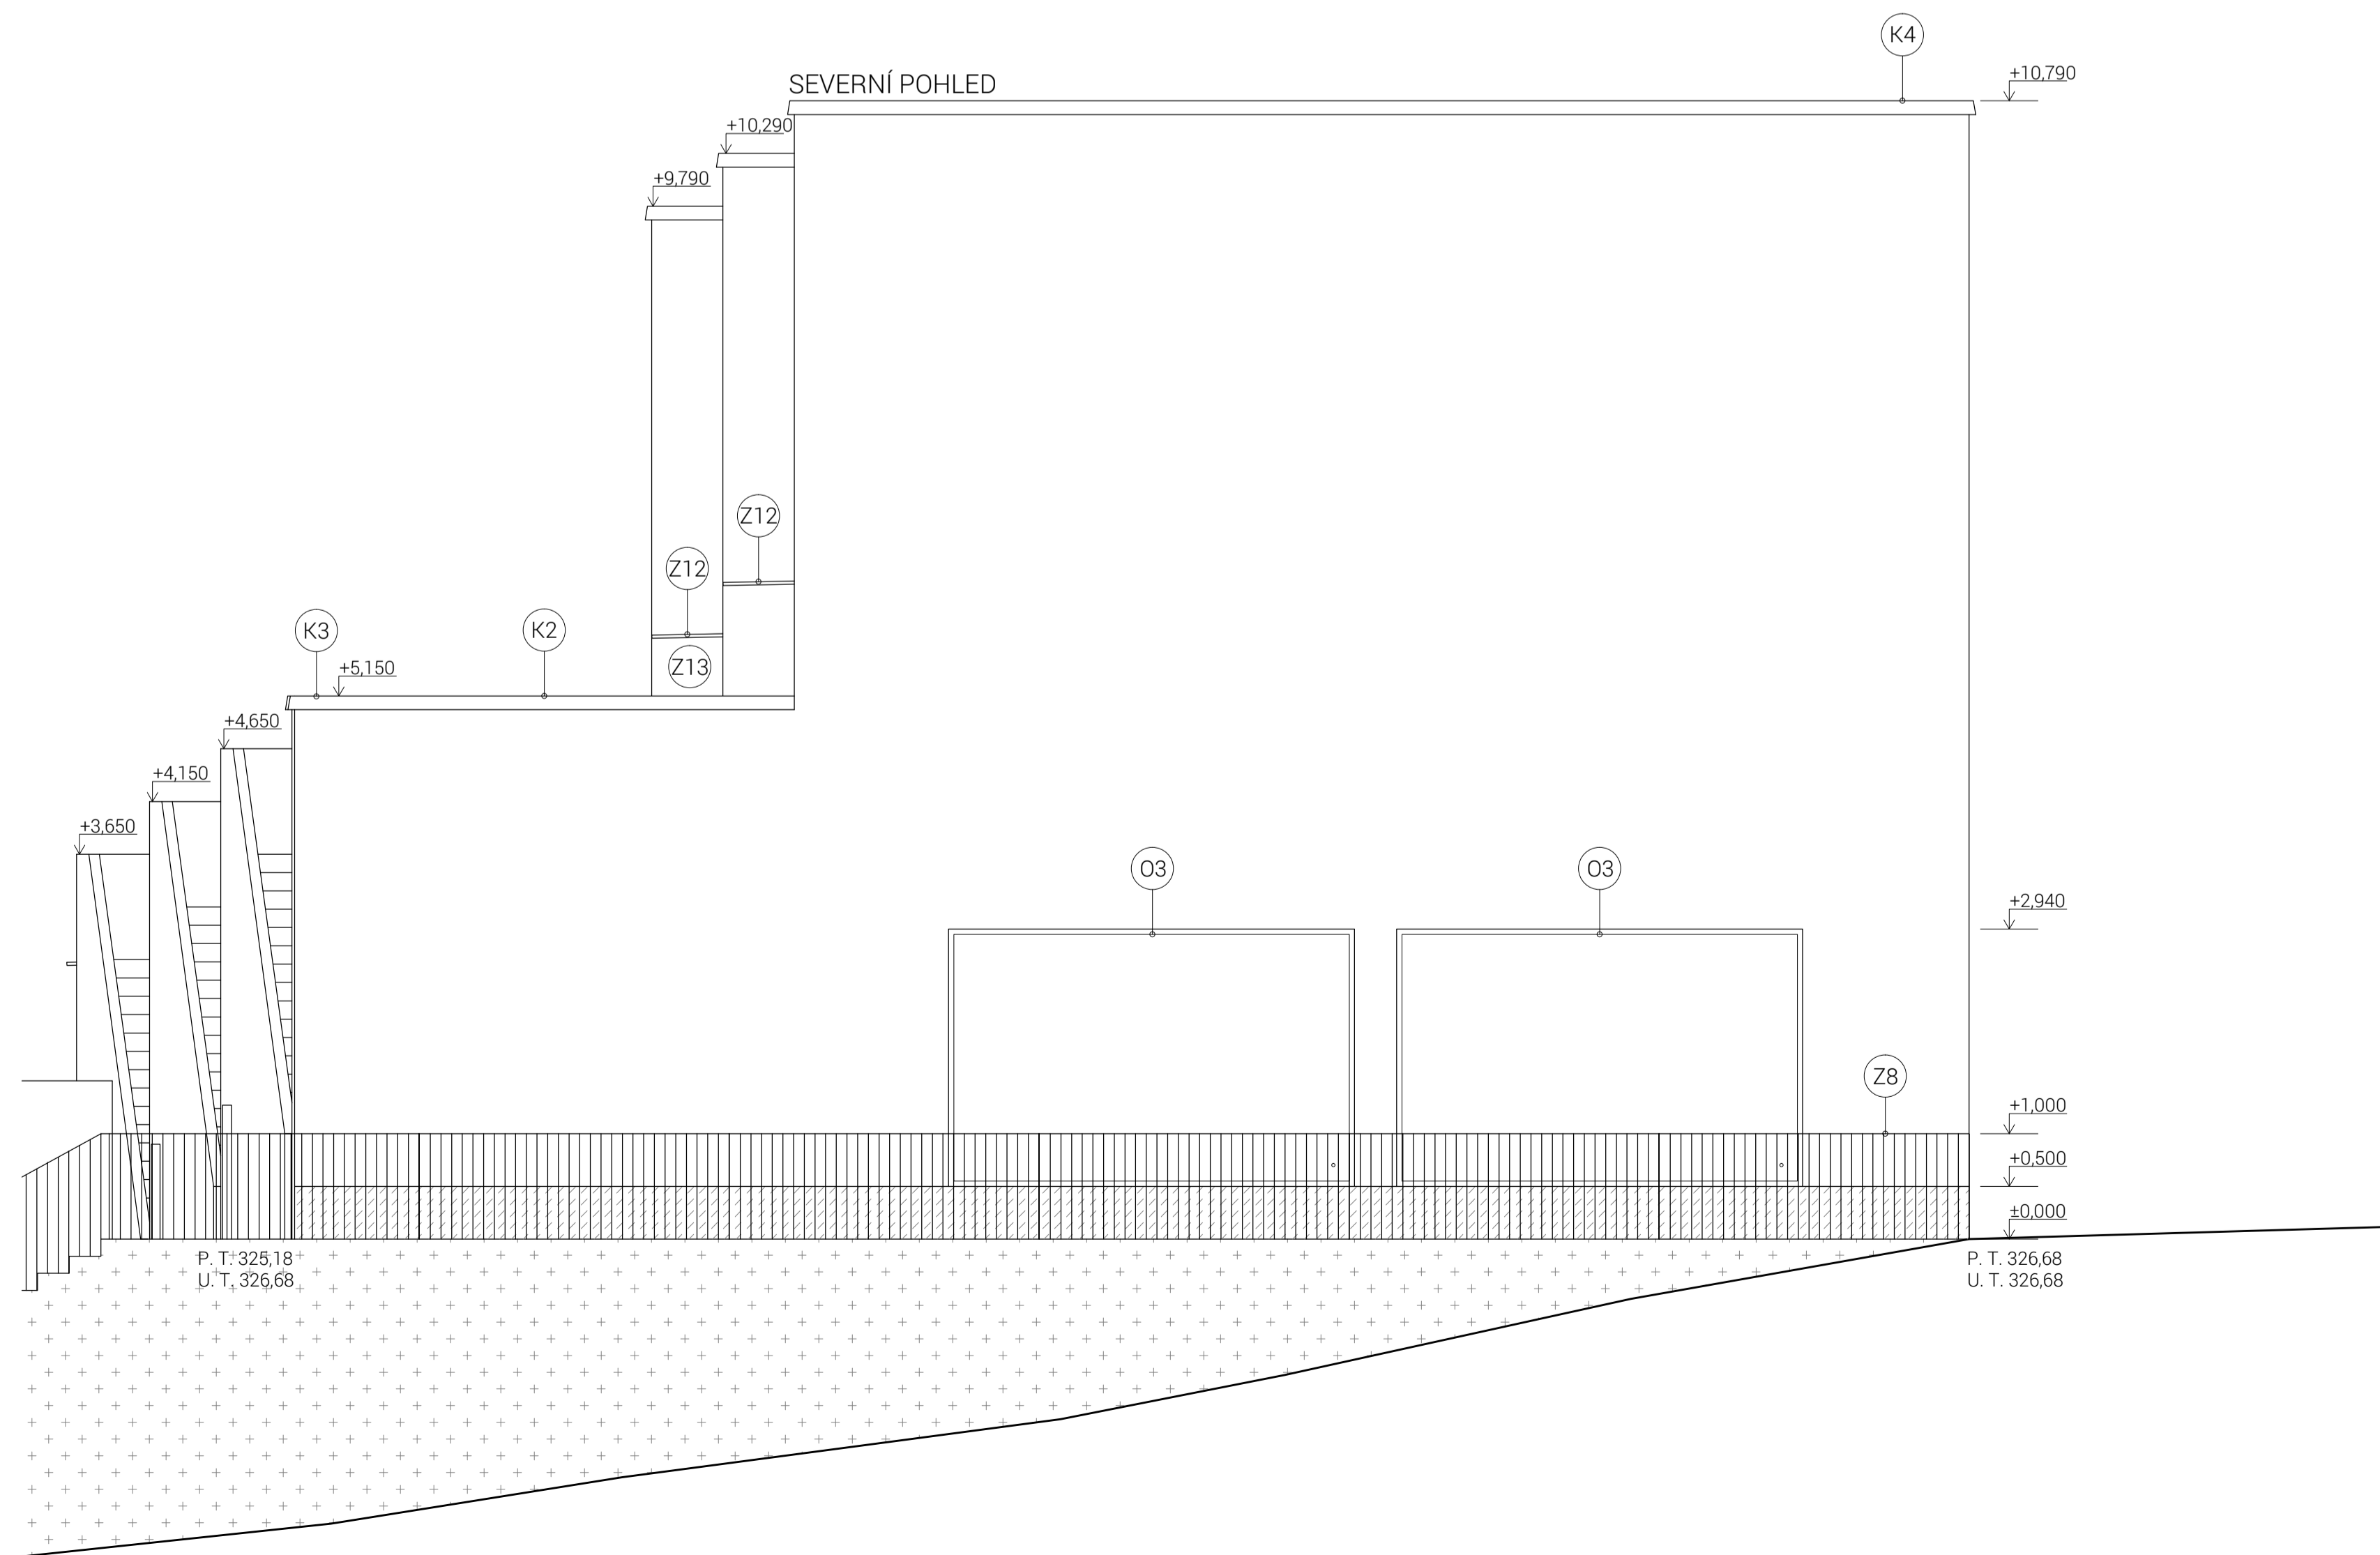 K4
+10,790
SEVERNÍ POHLED
+10,290
+9,790
Z12
Z12
K3
K2
+5,150
Z13
+4,650
+4,150
+3,650
O3
O3
+2,940
Z8
+1,000
+0,500
±0,000
P. T. 325,18
U. T. 326,68
P. T. 326,68
U. T. 326,68